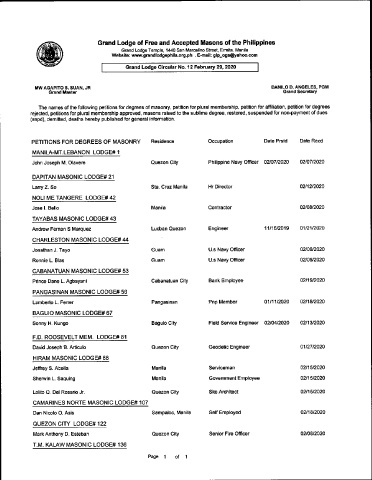 Grand Lodge of Free and Accepted Masons of the Philippines
Grand Lodge Temple, 1440 San Marcelino Street, Ermita, Manila
Website: www.grandlodgephils.org.ph . E-mail: glp_ogs@yahoo.com
Grand Lodge Circular No. 12 February 29, 2020
MW AGAPITO S. SUAN, JR DANILO D. ANGELES, PGM
Grand Master Grand Secretary
The names of the following petitions for degrees of masonry, petition for plural membership, petition for affiliation, petition for degrees
rejected, petitions for plural membership approved, masons raised to the sublime degree, restored, suspended for non-payment of dues
(snpd), demitted, deaths hereby published for general information.
PETITIONS FOR DEGREES OF MASONRY Residence Occupation Date Prsntd Date Recd
MANILA-MT.LEBANON LODGE# 1
John Joseph M. Olavere Quezon City Philippine Navy Officer 02/07/2020 02/07/2020
DAPITAN MASONIC LODGE# 21
Larry Z. So Sta. Cruz Manila Hr Director 02/12/2020
NOLI ME TANGERE LODGE# 42
Jose I. Bello Manila Contractor 02/08/2020
TAYABAS MASONIC LODGE# 43
Andrew Fernan S Marquez Lucban Quezon Engineer 11/16/2019 01/21/2020
CHARLESTON MASONIC LODGE# 44
Jonathan J. Tayo Guam U.s Navy Officer 02/08/2020
Ronnie L. Blas Guam U.s Navy Officer 02/08/2020
CABANATUAN MASONIC LODGE# 53
Prince Dane L. Agbayani Cabanatuan City Bank Employee 02/19/2020
PANGASINAN MASONIC LODGE# 56
Lamberto L. Ferrer Pangasinan Pnp Member 01/11/2020 02/18/2020
BAGUIO MASONIC LODGE# 67
Sonny H. Kungo Baguio City Field Service Engineer 02/04/2020 02/13/2020
F.D. ROOSEVELT MEM. LODGE# 81
David Joseph B. Articulo Quezon City Geodetic Engineer 01/27/2020
HIRAM MASONIC LODGE# 88
Jeffrey S. Acella Manila Serviceman 02/15/2020
Sherwin L. Saquing Manila Government Employee 02/15/2020
Lalico Q. Del Rosario Jr. Quezon City Site Architect 02/16/2020
CAMARINES NORTE MASONIC LODGE# 107
Dan Nicolo O. Asis Sampaloc, Manila Self Employed 02/18/2020
QUEZON CITY LODGE# 122
Mark Anthony D. Esteban Quezon City Senior Fire Officer 02/08/2020
T.M. KALAW MASONIC LODGE# 136
Page 1 of 1